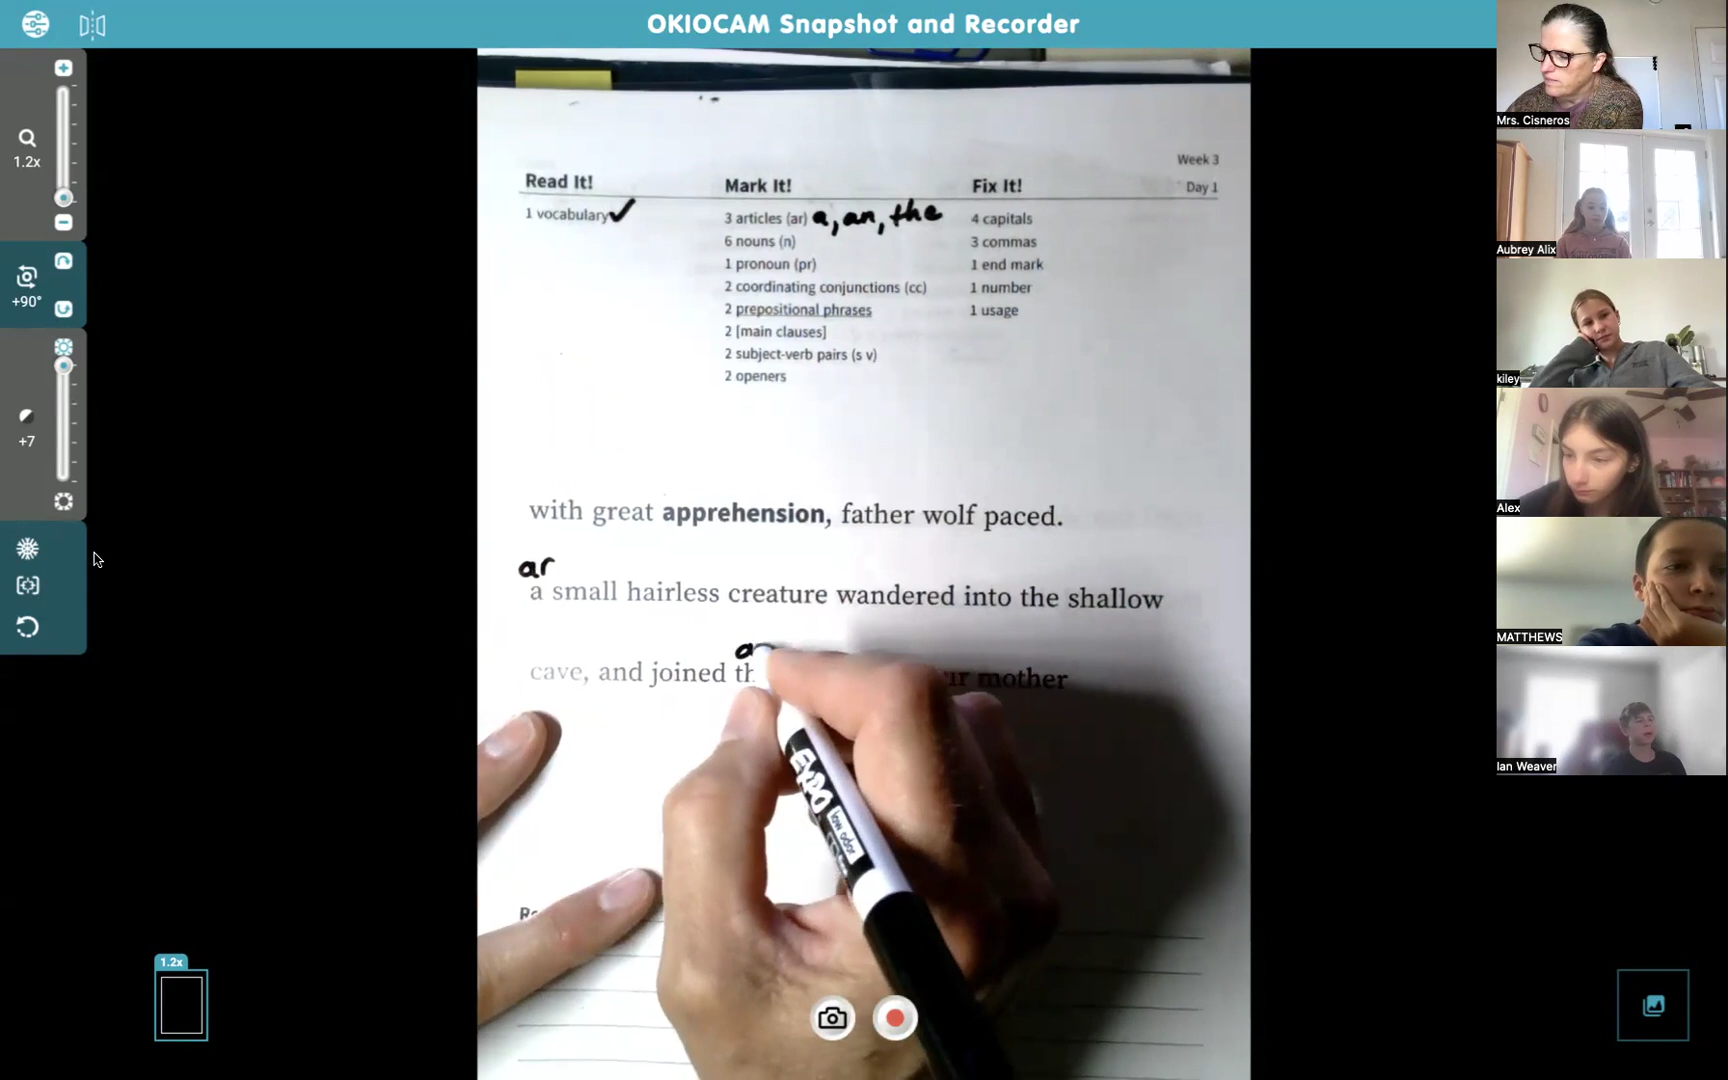 OKIOCAM Snapshot and Recorder
1.2x
+90°
+7
Week 3
Day 1
Read It!
1 vocabulary ✓
Mark It!
3 articles (ar) a, an, the
6 nouns (n)
1 pronoun (pr)
2 coordinating conjunctions (cc)
2 prepositional phrases
2 [main clauses]
2 subject-verb pairs (s v)
2 openers
Fix It!
4 capitals
3 commas
1 end mark
1 number
1 usage
with great apprehension, father wolf paced.
ar
a small hairless creature wandered into the shallow
cave, and joined mother
EXPO
low odor
1.2x
Mrs. Cisneros
Aubrey Alix
kiley
Alex
MATTHEWS
Ian Weaver